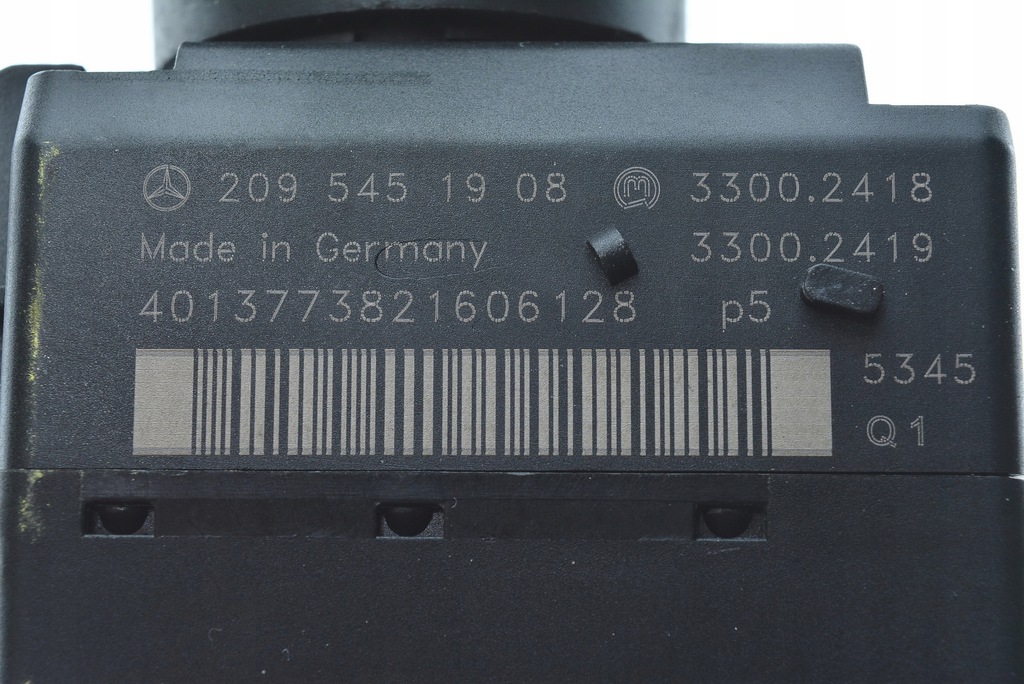 209 545 19 08 3300.2418
Made in Germany 3300.2419
4013773821606128 p5
5345
Q1